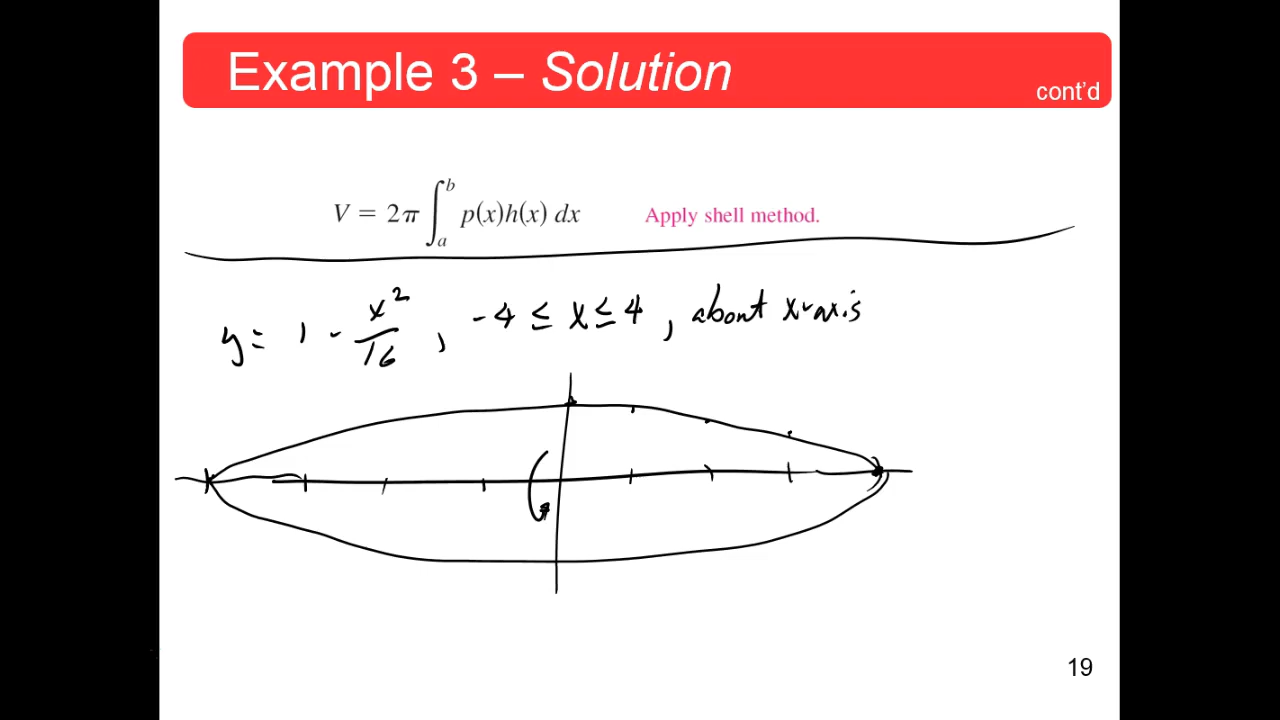 Example 3 – Solution
cont'd
V = 2π ∫_a^b p(x)h(x) dx Apply shell method.
y = 1 - x²/16 , -4 ≤ x ≤ 4 , about x-axis
19